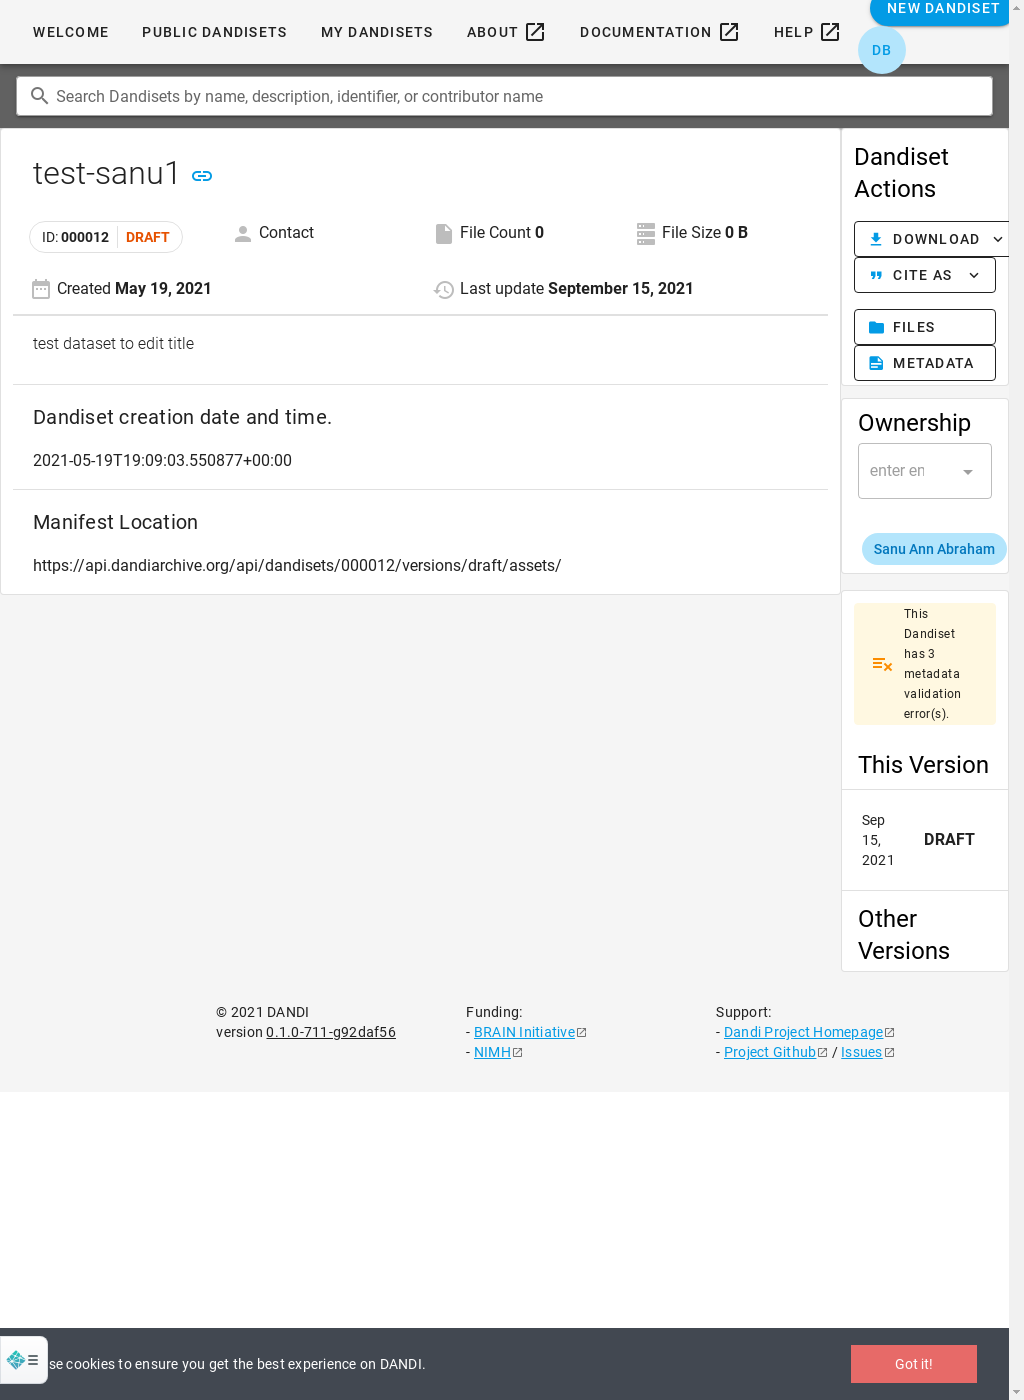 WELCOME PUBLIC DANDISETS MY DANDISETS ABOUT DOCUMENTATION HELP NEW DANDISET
DB
Search Dandisets by name, description, identifier, or contributor name
test-sanu1
ID: 000012 DRAFT Contact File Count 0 File Size 0 B
Created May 19, 2021 Last update September 15, 2021
test dataset to edit title
Dandiset creation date and time.
2021-05-19T19:09:03.550877+00:00
Manifest Location
https://api.dandiarchive.org/api/dandisets/000012/versions/draft/assets/
Dandiset
Actions
DOWNLOAD
CITE AS
FILES
METADATA
Ownership
enter en
Sanu Ann Abraham
This
Dandiset
has 3
metadata
validation
error(s).
This Version
Sep
15,
2021
DRAFT
Other
Versions
© 2021 DANDI
version 0.1.0-711-g92daf56
Funding:
- BRAIN Initiative
- NIMH
Support:
- Dandi Project Homepage
- Project Github / Issues
se cookies to ensure you get the best experience on DANDI.
Got it!